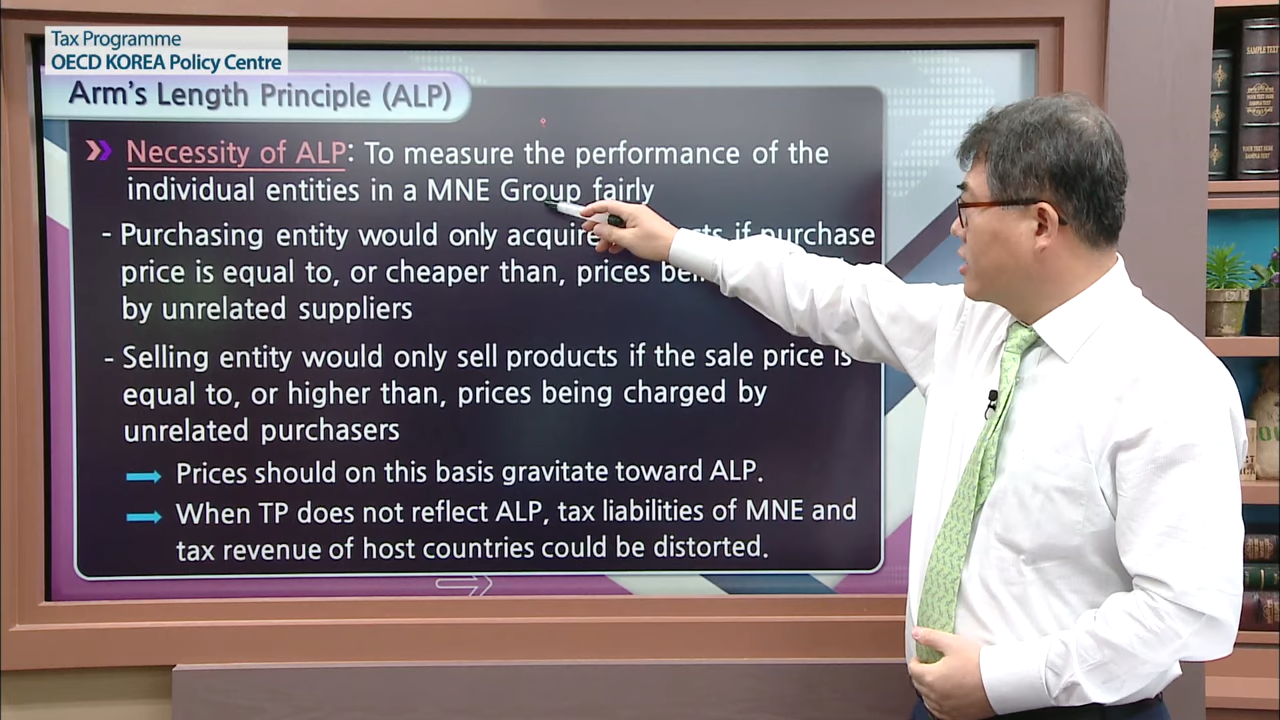 Tax Programme
OECD KOREA Policy Centre
Arm's Length Principle (ALP)
Necessity of ALP: To measure the performance of the
individual entities in a MNE Group fairly
- Purchasing entity would only acquire if purchase
price is equal to, or cheaper than, prices
by unrelated suppliers
- Selling entity would only sell products if the sale price is
equal to, or higher than, prices being charged by
unrelated purchasers
Prices should on this basis gravitate toward ALP.
When TP does not reflect ALP, tax liabilities of MNE and
tax revenue of host countries could be distorted.
SAMPLE TEXT